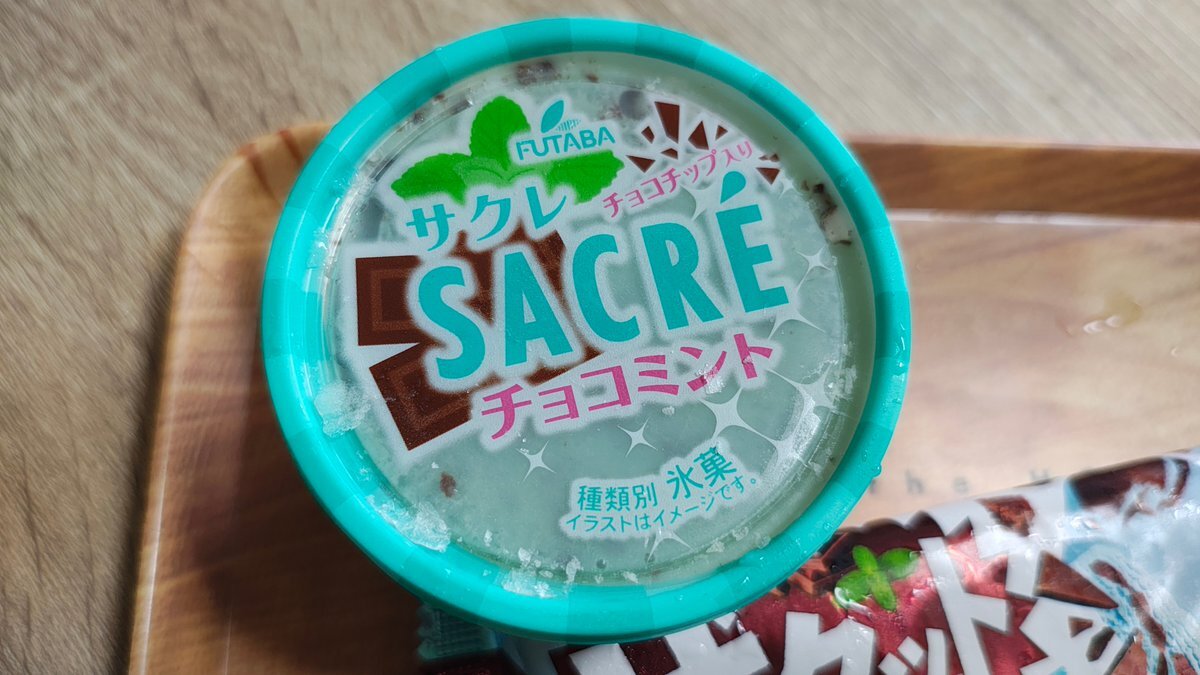 FUTABA
チョコチップ入り
サクレ
SACRÉ
チョコミント
種類別 氷菓
イラストはイメージです。